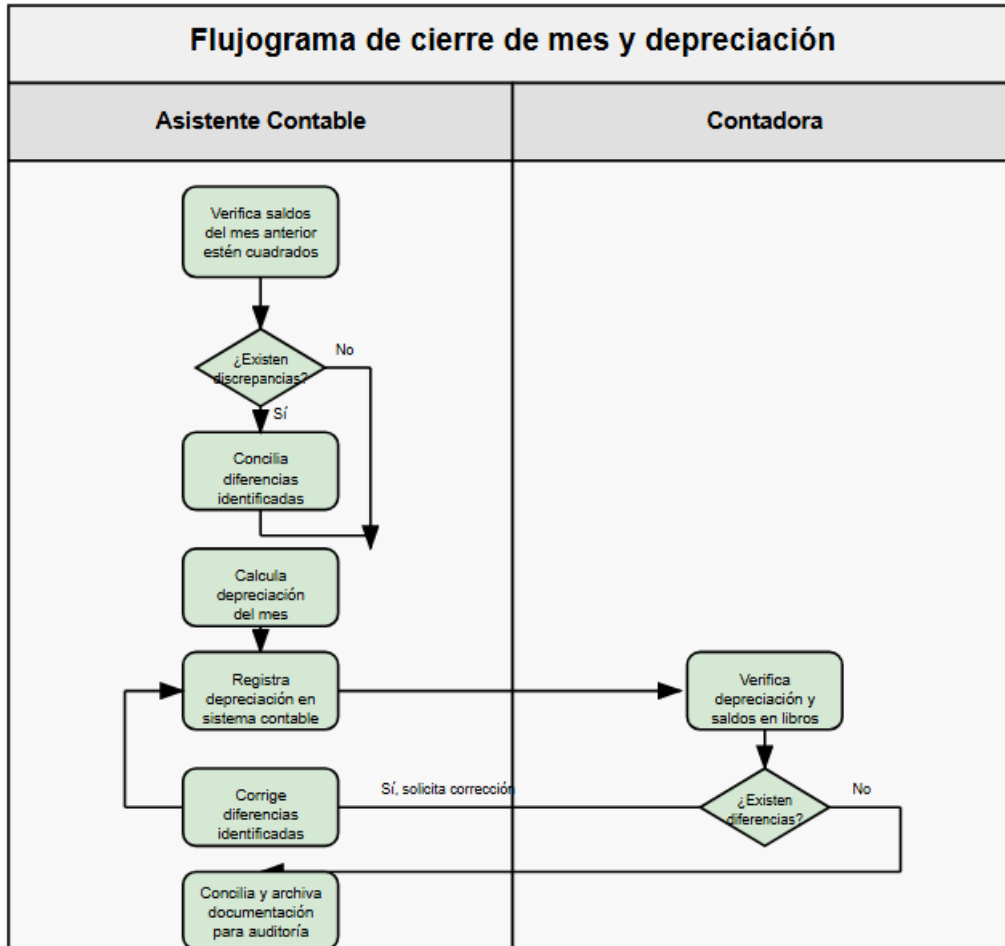 Flujograma de cierre de mes y depreciación
Asistente Contable
Contadora
Verifica saldos
del mes anterior
estén cuadrados
¿Existen
discrepancias?
No
Sí
Concilia
diferencias
identificadas
Calcula
depreciación
del mes
Registra
depreciación en
sistema contable
Verifica
depreciación y
saldos en libros
Corrige
diferencias
identificadas
Sí, solicita corrección
¿Existen
diferencias?
No
Concilia y archiva
documentación
para auditoría